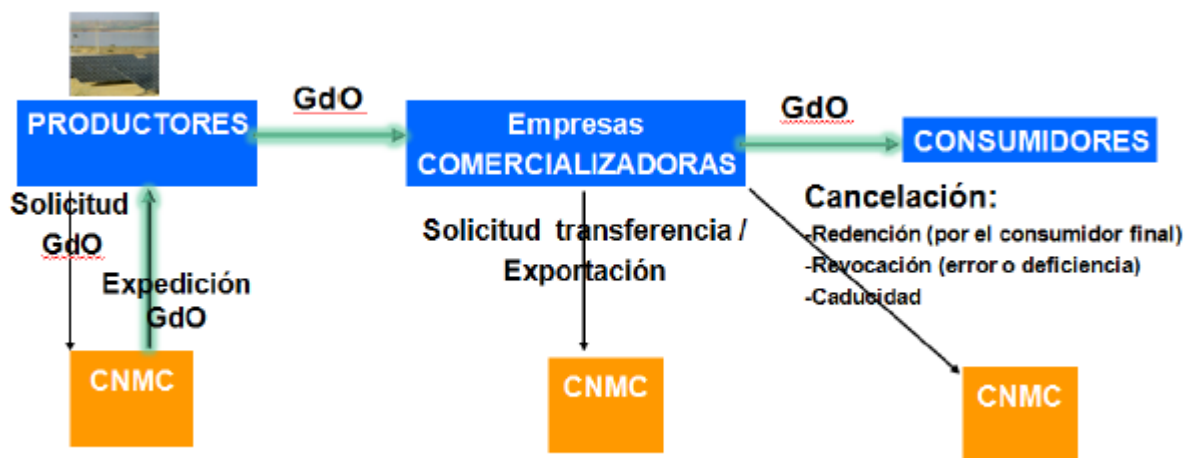 GdO
PRODUCTORES
Empresas
COMERCIALIZADORAS
GdO
CONSUMIDORES
Solicitud
GdO
Expedición
GdO
CNMC
Solicitud transferencia /
Exportación
CNMC
Cancelación:
-Redención (por el consumidor final)
-Revocación (error o deficiencia)
-Caducidad
CNMC